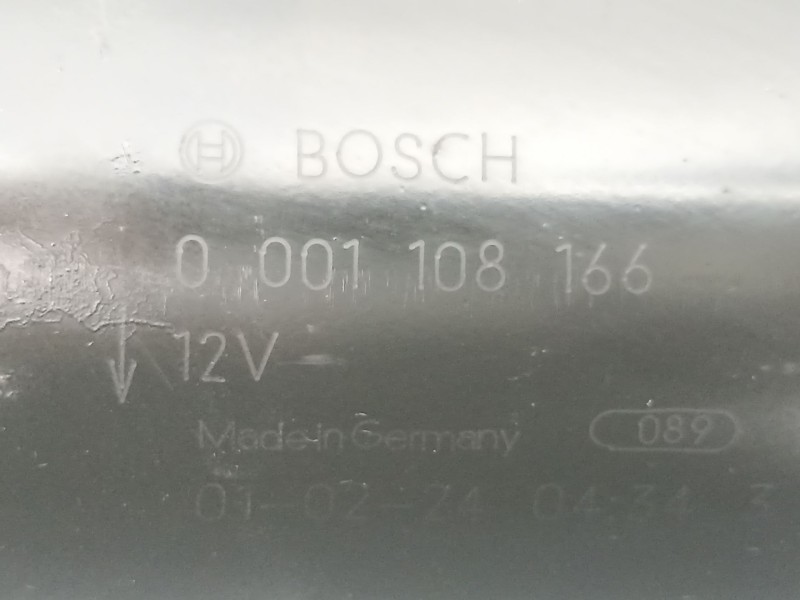 BOSCH
0 001 108 166
12V
Made in Germany 089
01-02-24 04:34 3